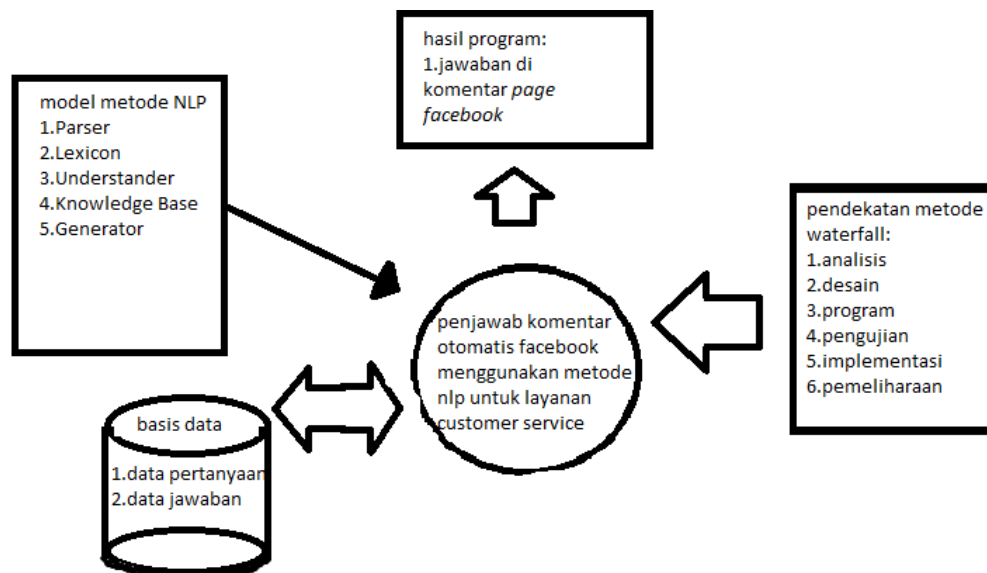 hasil program:
1.jawaban di
komentar page
facebook
model metode NLP
1.Parser
2.Lexicon
3.Understander
4.Knowledge Base
5.Generator
pendekatan metode
waterfall:
1.analisis
2.desain
3.program
4.pengujian
5.implementasi
6.pemeliharaan
penjawab komentar
otomatis facebook
menggunakan metode
nlp untuk layanan
customer service
basis data
1.data pertanyaan
2.data jawaban